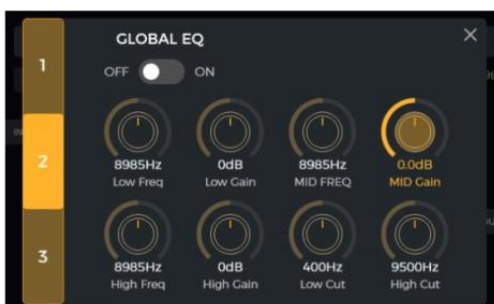 GLOBAL EQ
1
OFF ON
8985Hz 0dB 8985Hz 0.0dB
Low Freq Low Gain MID FREQ MID Gain
2
8985Hz 0dB 400Hz 9500Hz
High Freq High Gain Low Cut High Cut
3